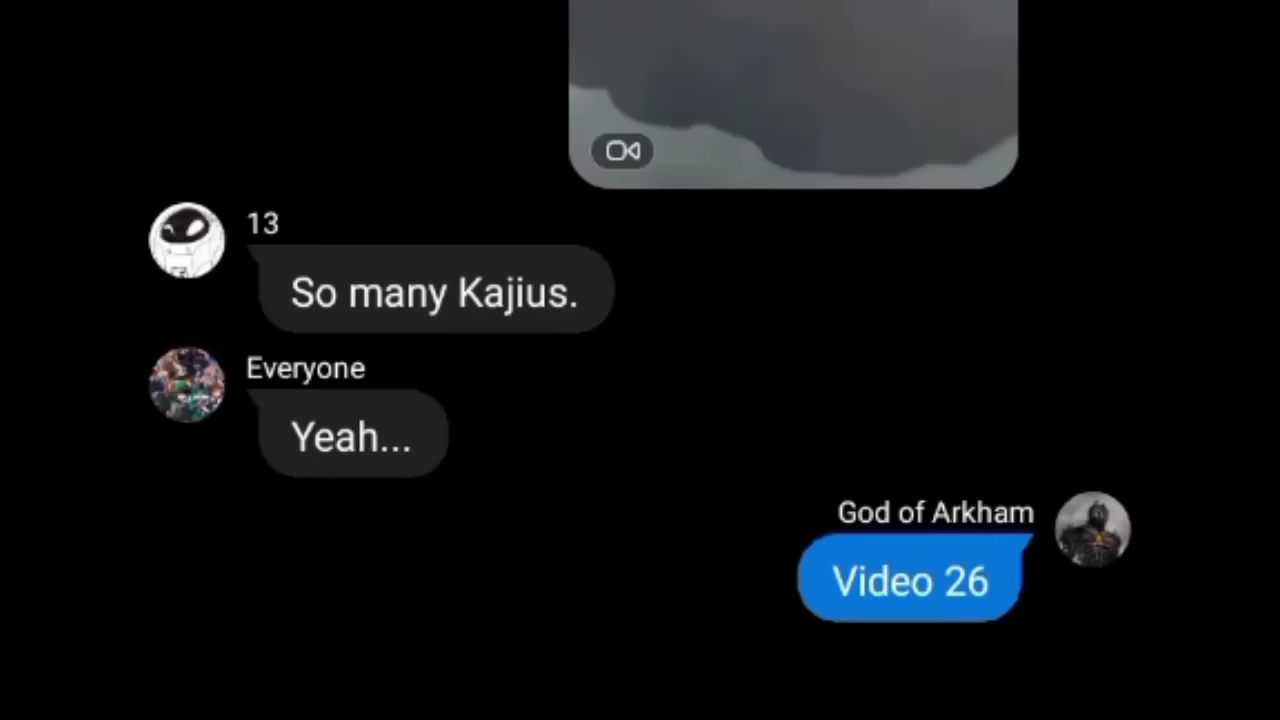 13
So many Kajius.
Everyone
Yeah...
God of Arkham
Video 26